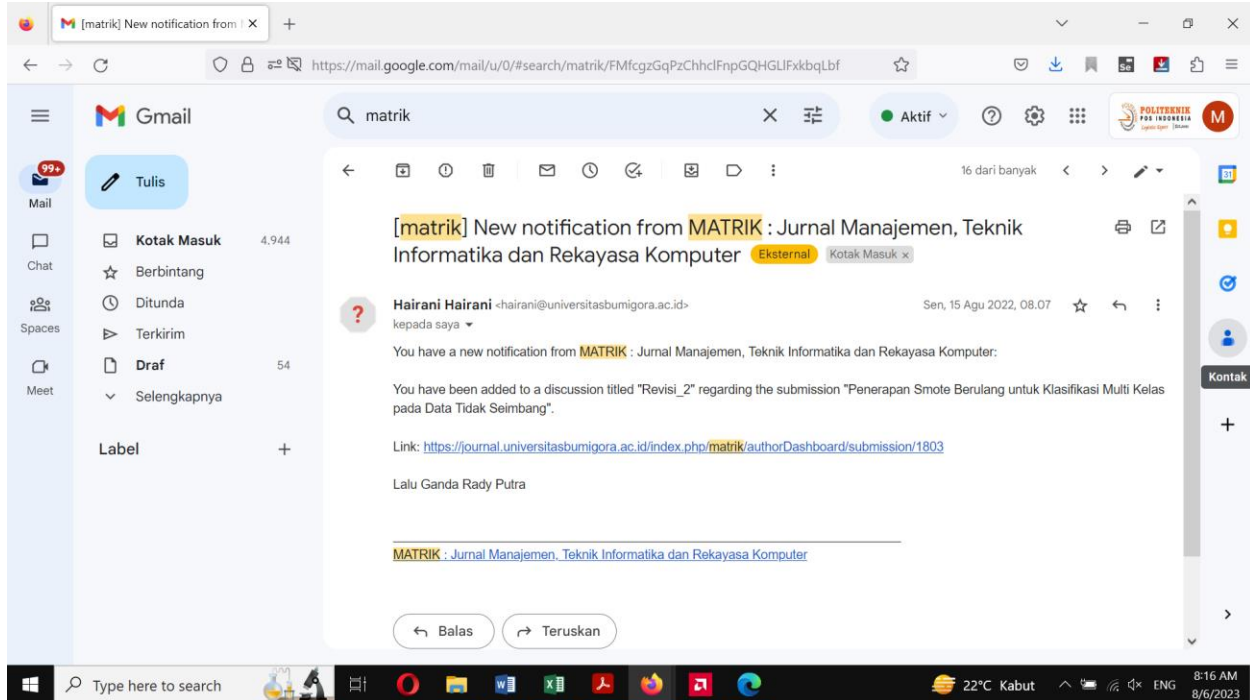 [matrik] New notification from
https://mail.google.com/mail/u/0/#search/matrik/FMfcgzGqPzChhclFnpGQHGLlFxkbqLbf
Gmail
matrik
Aktif
POLITEKNIK
POS INDONESIA
M
99+
Mail
Chat
Spaces
Meet
Tulis
Kotak Masuk 4.944
Berbintang
Ditunda
Terkirim
Draf 54
Selengkapnya
Label
16 dari banyak
[matrik] New notification from MATRIK : Jurnal Manajemen, Teknik
Informatika dan Rekayasa Komputer Eksternal Kotak Masuk x
Hairani Hairani <hairani@universitasbumigora.ac.id> Sen, 15 Agu 2022, 08.07
kepada saya
You have a new notification from MATRIK : Jurnal Manajemen, Teknik Informatika dan Rekayasa Komputer:
You have been added to a discussion titled "Revisi_2" regarding the submission "Penerapan Smote Berulang untuk Klasifikasi Multi Kelas
pada Data Tidak Seimbang".
Link: https://journal.universitasbumigora.ac.id/index.php/matrik/authorDashboard/submission/1803
Lalu Ganda Rady Putra
MATRIK : Jurnal Manajemen, Teknik Informatika dan Rekayasa Komputer
Balas
Teruskan
31
Kontak
Type here to search
22°C Kabut
ENG
8:16 AM
8/6/2023